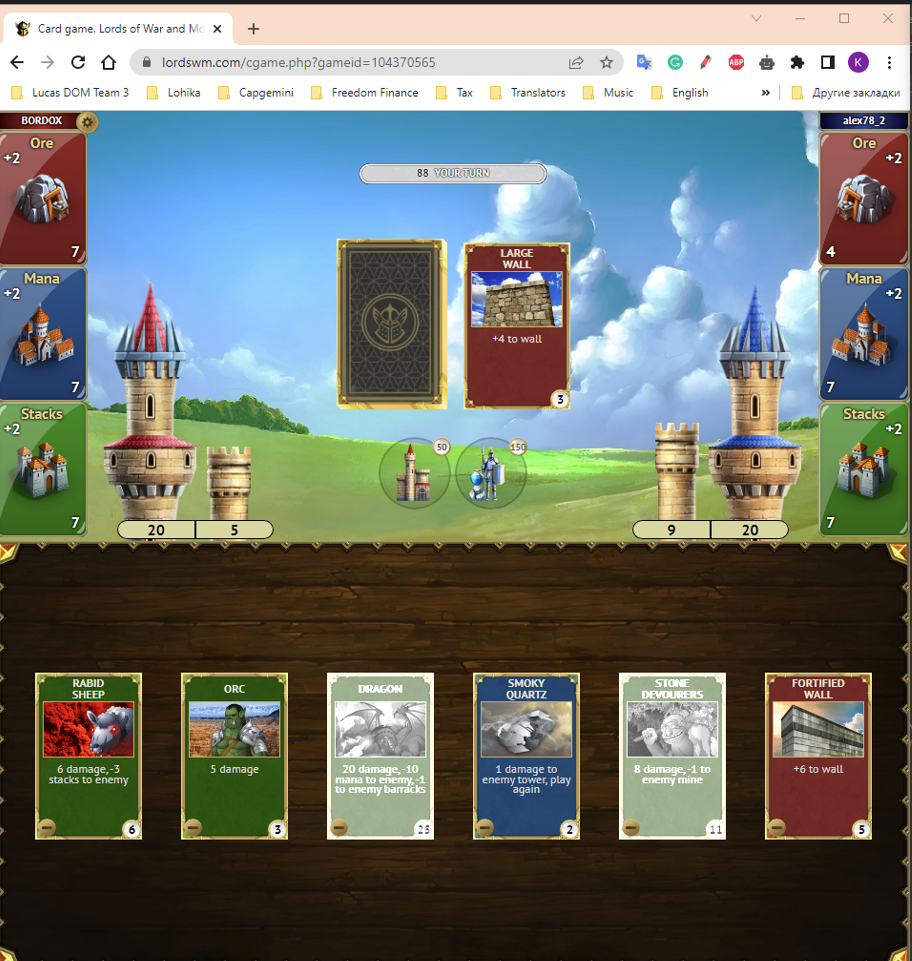 Card game. Lords of War and Mo
lordswm.com/cgame.php?gameid=104370565
K
Lucas DOM Team 3
Lohika
Capgemini
Freedom Finance
Tax
Translators
Music
English
»
Другие закладки
BORDOX
alex78_2
Ore
+2
7
Ore
+2
4
88 YOUR TURN
Mana
+2
7
Mana
+2
7
Stacks
+2
7
Stacks
+2
7
LARGE
WALL
+4 to wall
3
50
150
20
5
9
20
RABID
SHEEP
6 damage,-3
stacks to enemy
6
ORC
5 damage
3
DRAGON
20 damage,-10
mana to enemy,-1
to enemy barracks
25
SMOKY
QUARTZ
1 damage to
enemy tower, play
again
2
STONE
DEVOURERS
8 damage,-1 to
enemy mine
11
FORTIFIED
WALL
+6 to wall
5
ABP